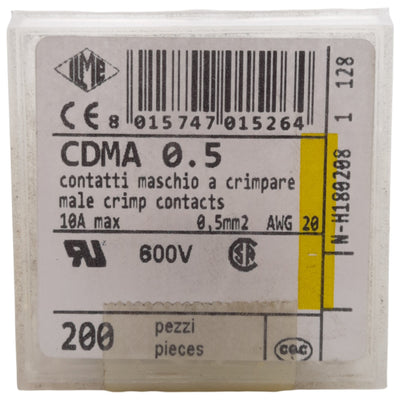 ILME
CE 8 015747 015264
CDMA 0.5
contatti maschio a crimpare
male crimp contacts
10A max 0,5mm2 AWG 20
600V
200 pezzi
pieces
CQC
N-H180208 1 128